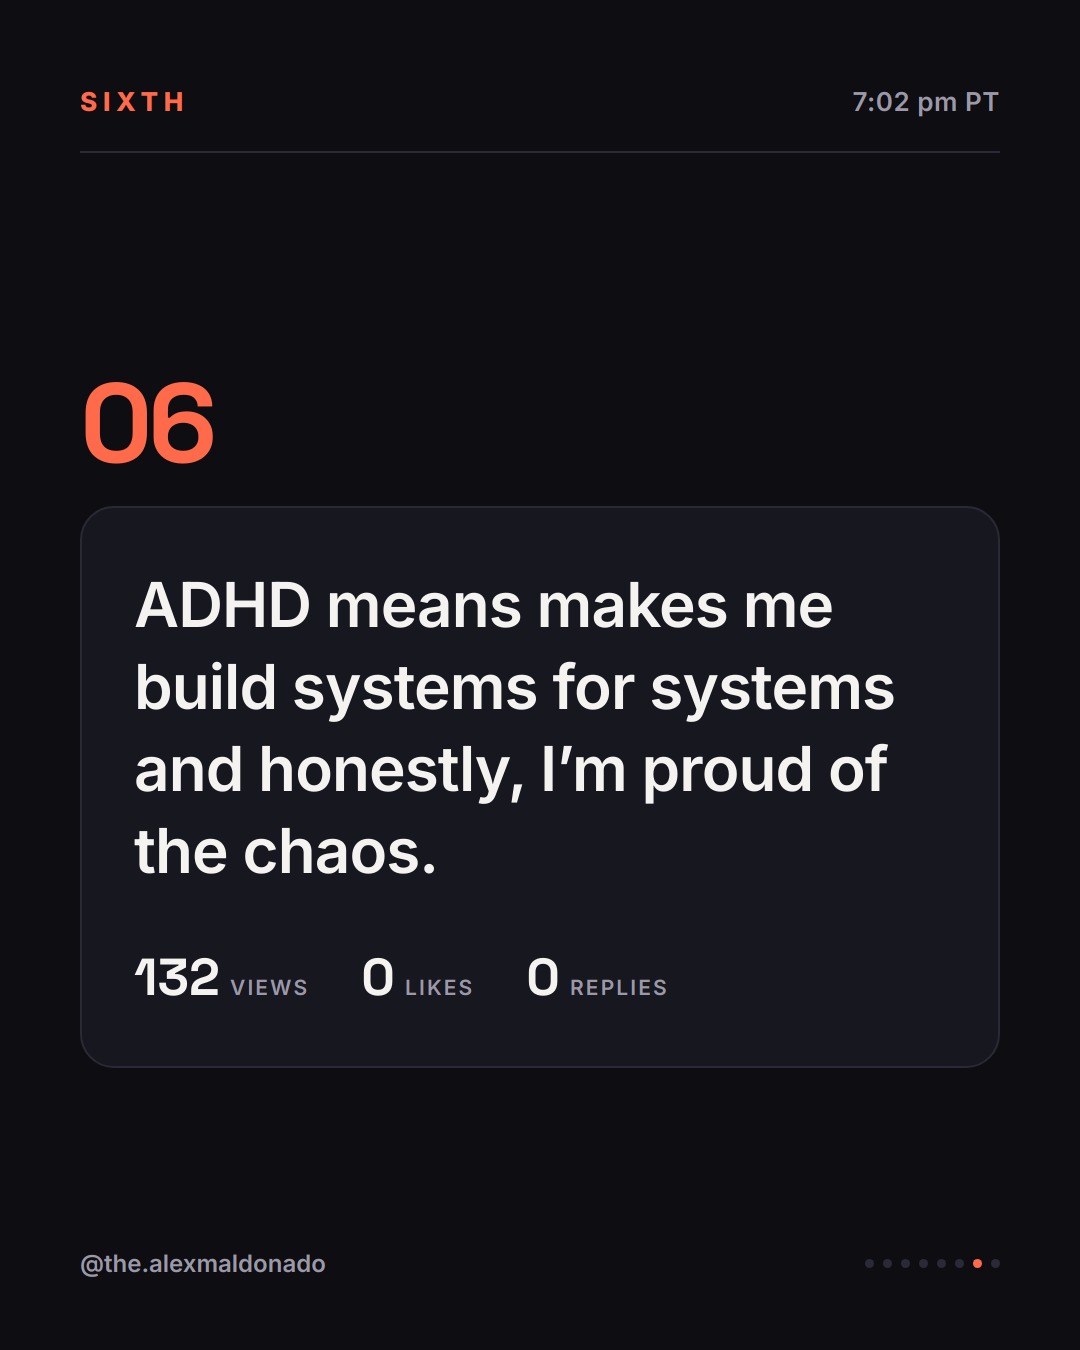 SIXTH
7:02 pm PT
06
ADHD means makes me
build systems for systems
and honestly, I’m proud of
the chaos.
132 VIEWS 0 LIKES 0 REPLIES
@the.alexmaldonado